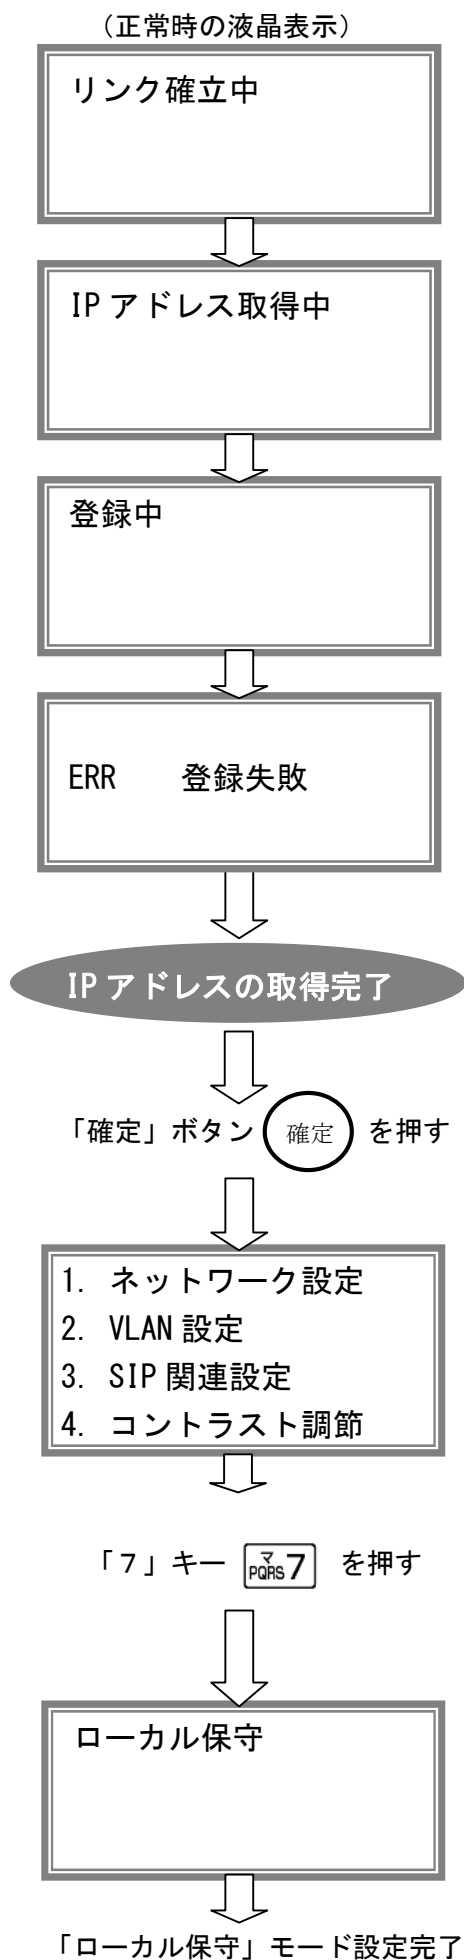 （正常時の液晶表示）
リンク確立中
IP アドレス取得中
登録中
ERR　　登録失敗
IP アドレスの取得完了
「確定」ボタン 確定 を押す
1. ネットワーク設定
2. VLAN 設定
3. SIP 関連設定
4. コントラスト調節
「７」キー マ PQRS 7 を押す
ローカル保守
「ローカル保守」モード設定完了